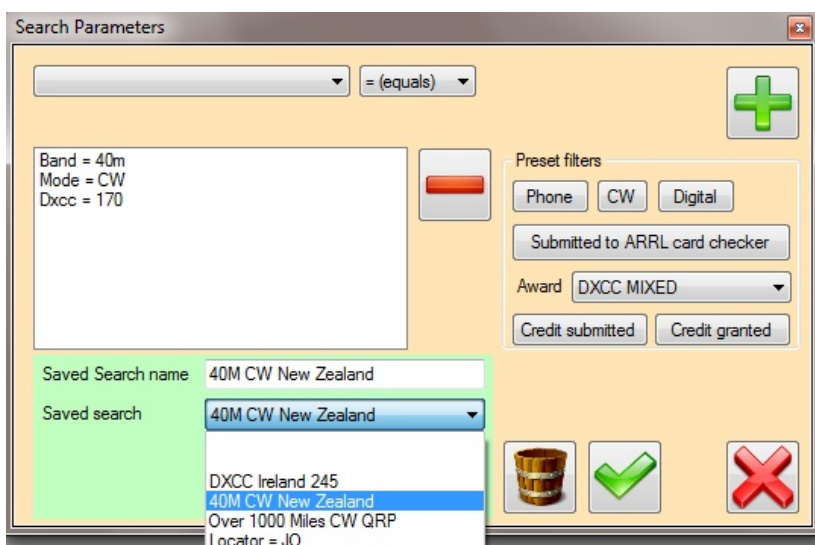 Search Parameters
= (equals)
Band = 40m
Mode = CW
Dxcc = 170
Preset filters
Phone CW Digital
Submitted to ARRL card checker
Award DXCC MIXED
Credit submitted Credit granted
Saved Search name 40M CW New Zealand
Saved search 40M CW New Zealand
DXCC Ireland 245
40M CW New Zealand
Over 1000 Miles CW QRP
Locator = JO